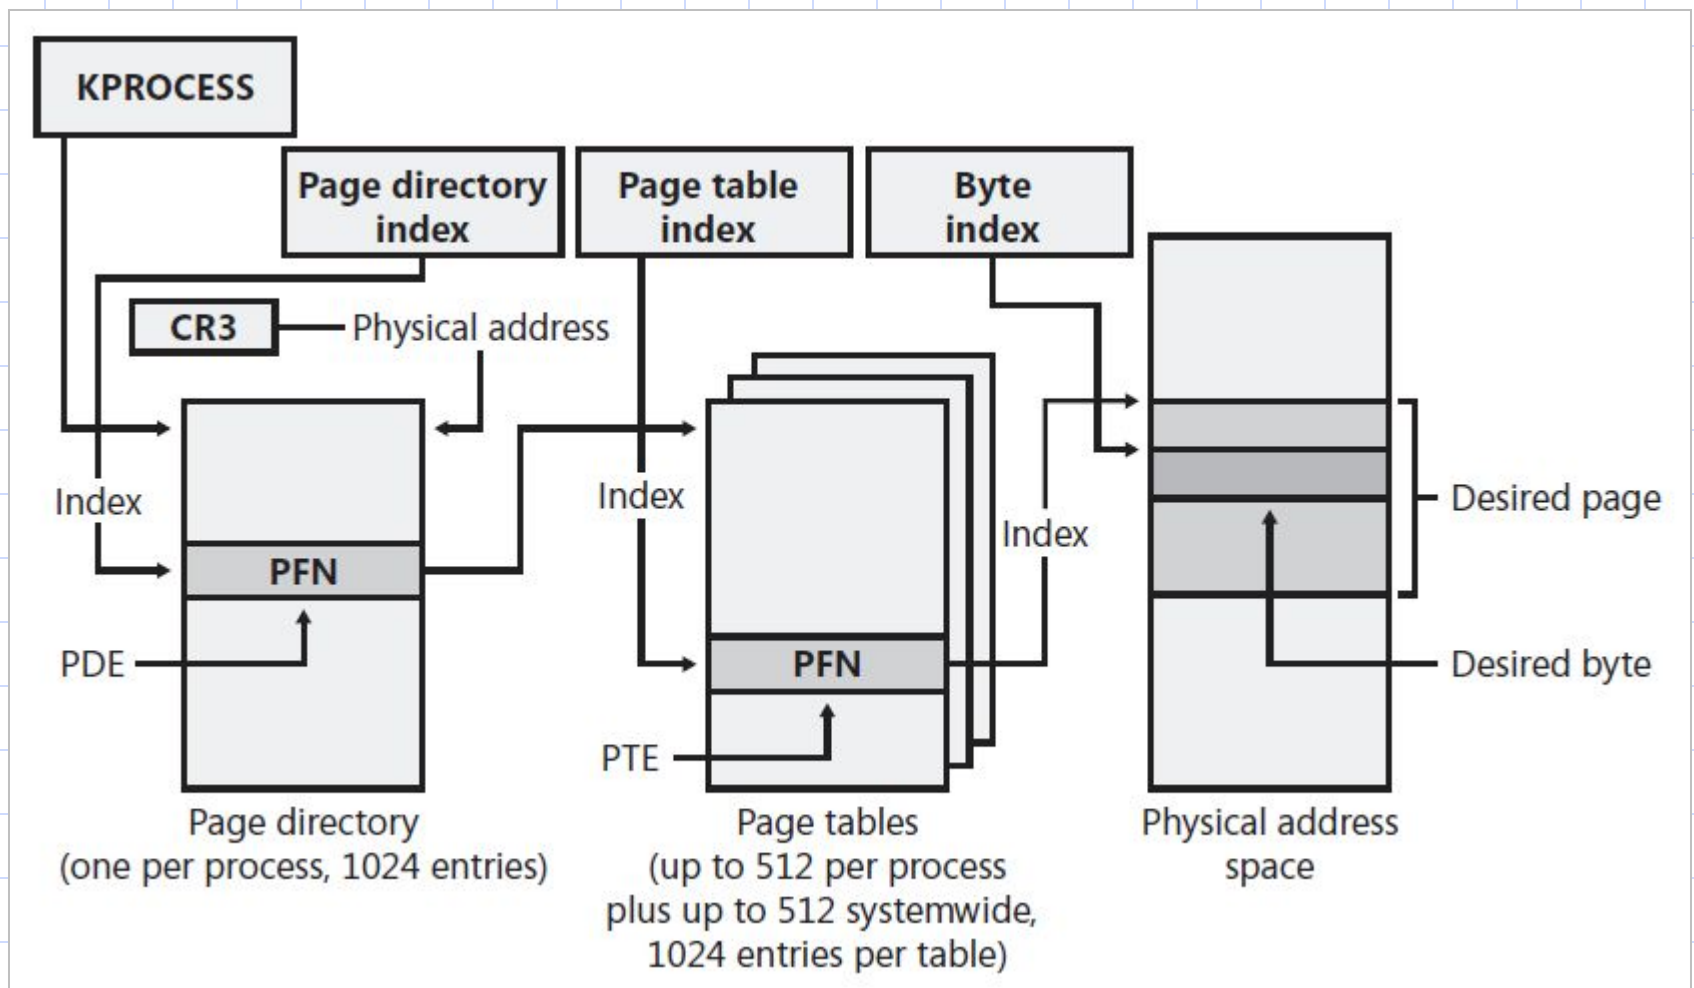 KPROCESS
Page directory
index
Page table
index
Byte
index
CR3
Physical address
Index
Index
Index
Desired page
PFN
PDE
PFN
Desired byte
PTE
Page directory
(one per process, 1024 entries)
Page tables
(up to 512 per process
plus up to 512 systemwide,
1024 entries per table)
Physical address
space